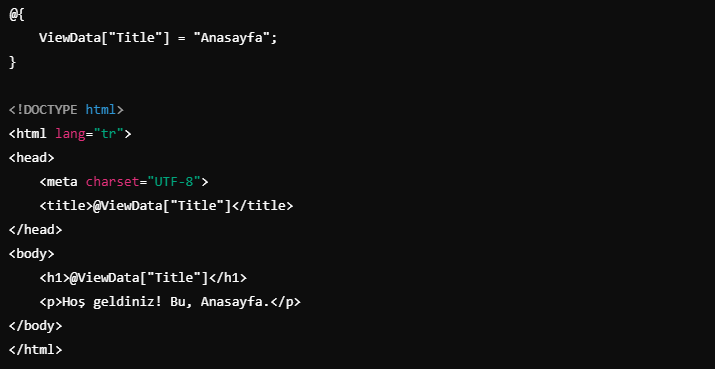 @{
    ViewData["Title"] = "Anasayfa";
}

<!DOCTYPE html>
<html lang="tr">
<head>
    <meta charset="UTF-8">
    <title>@ViewData["Title"]</title>
</head>
<body>
    <h1>@ViewData["Title"]</h1>
    <p>Hoş geldiniz! Bu, Anasayfa.</p>
</body>
</html>